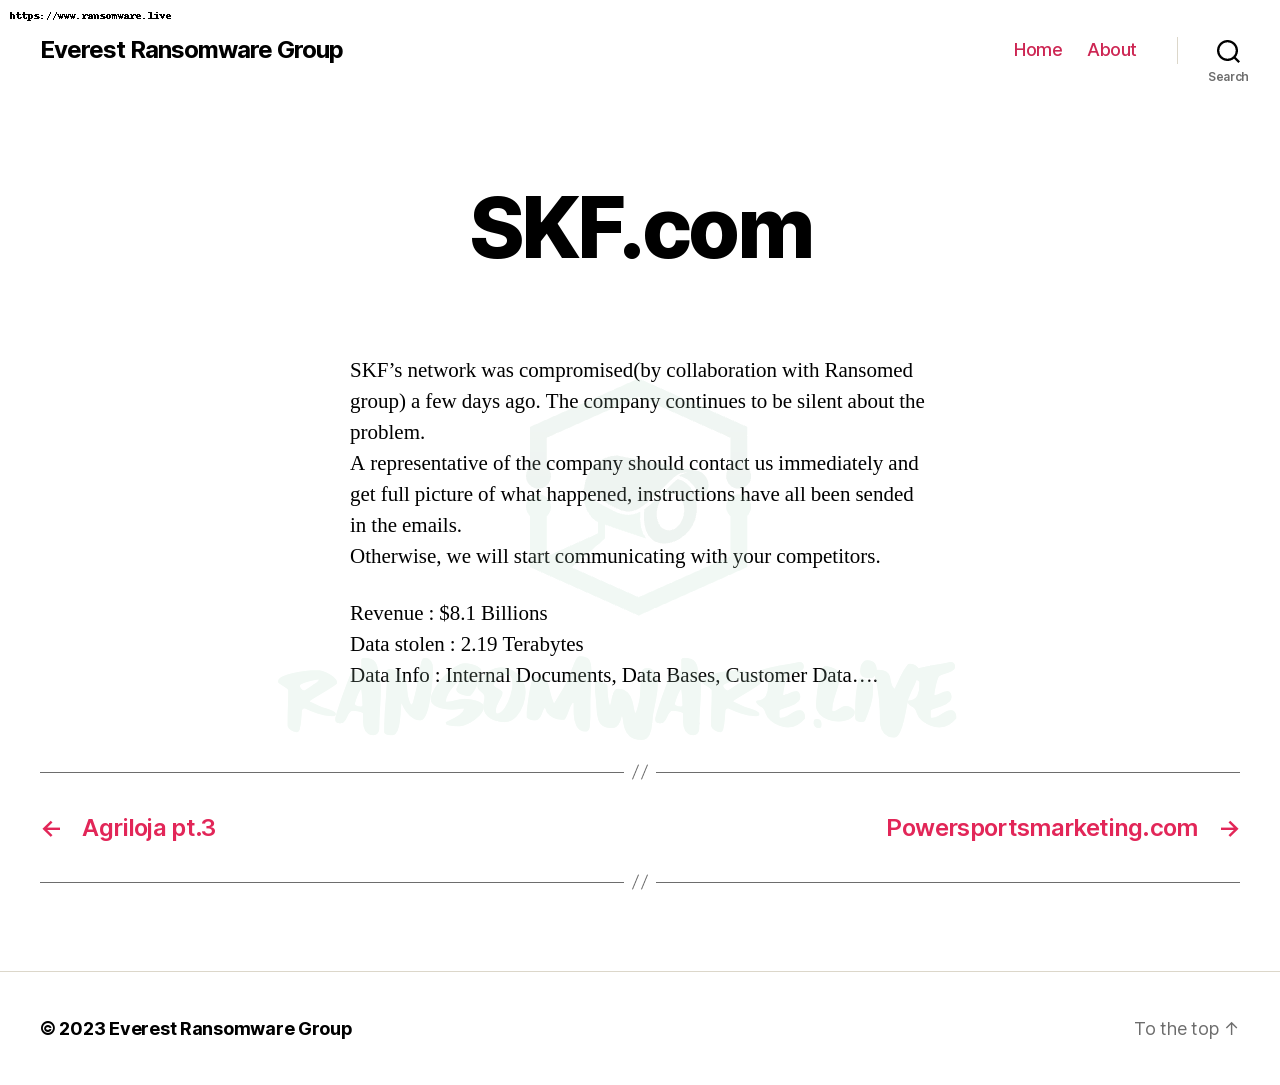 https://www.ransomware.live
Everest Ransomware Group
Home About
Search
SKF.com
SKF’s network was compromised(by collaboration with Ransomed
group) a few days ago. The company continues to be silent about the
problem.
A representative of the company should contact us immediately and
get full picture of what happened, instructions have all been sended
in the emails.
Otherwise, we will start communicating with your competitors.
Revenue : $8.1 Billions
Data stolen : 2.19 Terabytes
Data Info : Internal Documents, Data Bases, Customer Data….
RANSOMWARE.LIVE
← Agriloja pt.3
Powersportsmarketing.com →
© 2023 Everest Ransomware Group
To the top ↑